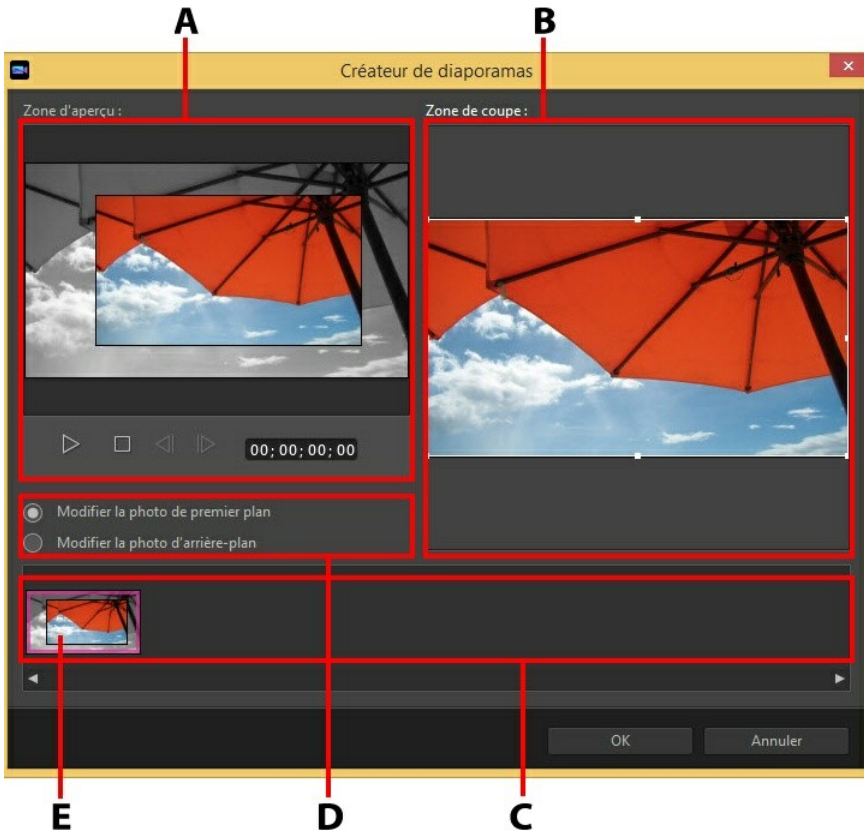 A
B
Créateur de diaporamas
Zone d'aperçu :
Zone de coupe :
00; 00; 00; 00
Modifier la photo de premier plan
Modifier la photo d'arrière-plan
OK
Annuler
E
D
C